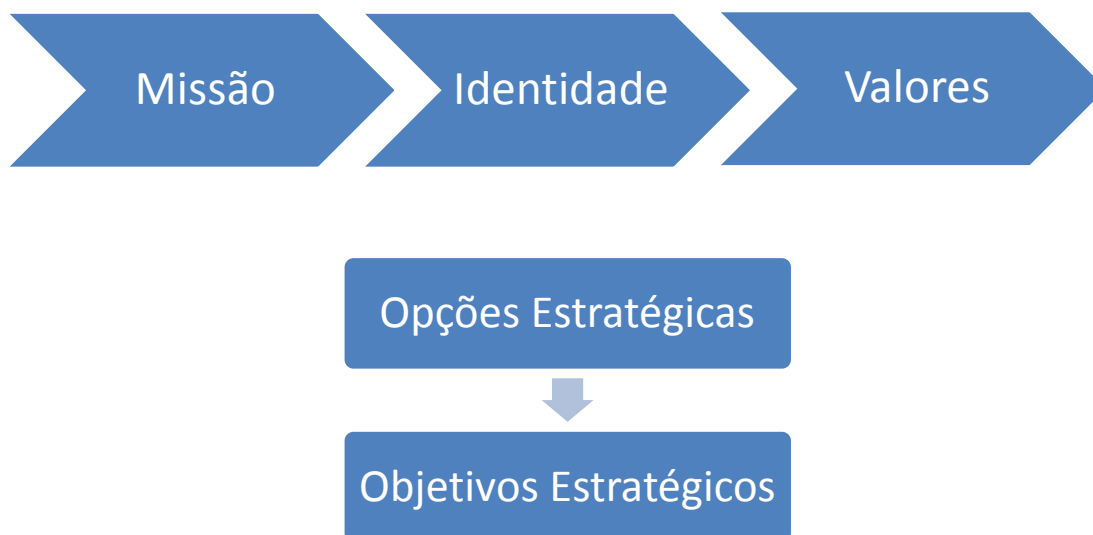 Missão
Identidade
Valores
Opções Estratégicas
Objetivos Estratégicos